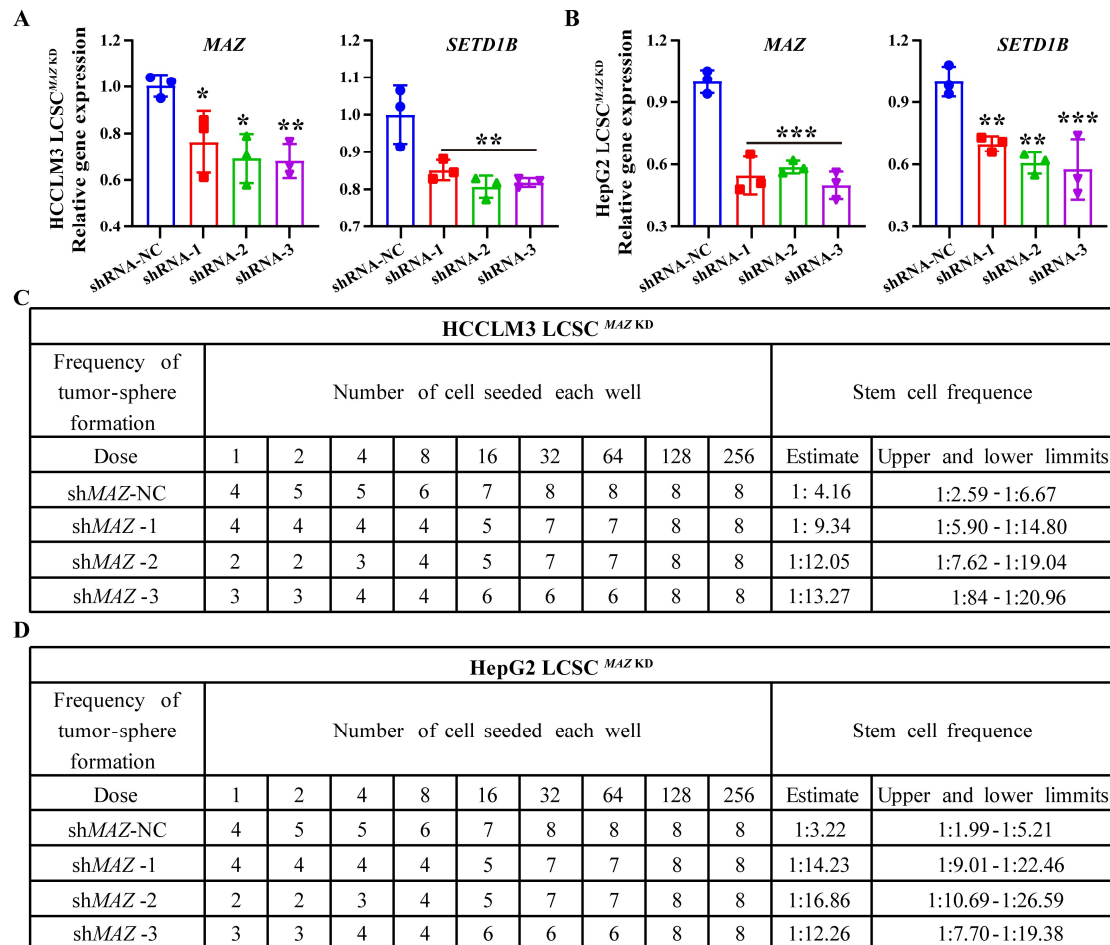 A
B
HCCLM3 LCSC^MAZ KD
Relative gene expression
MAZ
1.2
1.0
0.8
0.6
0.4
*
*
**
shRNA-NC
shRNA-1
shRNA-2
shRNA-3
SETD1B
1.2
1.1
1.0
0.9
0.8
0.7
**
shRNA-NC
shRNA-1
shRNA-2
shRNA-3
HepG2 LCSC^MAZ KD
Relative gene expression
MAZ
1.2
0.9
0.6
0.3
***
shRNA-NC
shRNA-1
shRNA-2
shRNA-3
SETD1B
1.2
0.9
0.6
0.3
**
**
***
shRNA-NC
shRNA-1
shRNA-2
shRNA-3
C
HCCLM3 LCSC MAZ KD
Frequency of
tumor-sphere
formation
Number of cell seeded each well
Stem cell frequence
Dose 1 2 4 8 16 32 64 128 256 Estimate Upper and lower limmits
shMAZ-NC 4 5 5 6 7 8 8 8 8 1: 4.16 1:2.59 - 1:6.67
shMAZ -1 4 4 4 4 5 7 7 8 8 1: 9.34 1:5.90 - 1:14.80
shMAZ -2 2 2 3 4 5 7 7 8 8 1:12.05 1:7.62 - 1:19.04
shMAZ -3 3 3 4 4 6 6 6 8 8 1:13.27 1:84 - 1:20.96
D
HepG2 LCSC MAZ KD
Frequency of
tumor-sphere
formation
Number of cell seeded each well
Stem cell frequence
Dose 1 2 4 8 16 32 64 128 256 Estimate Upper and lower limmits
shMAZ-NC 4 5 5 6 7 8 8 8 8 1:3.22 1:1.99 - 1:5.21
shMAZ -1 4 4 4 4 5 7 7 8 8 1:14.23 1:9.01 - 1:22.46
shMAZ -2 2 2 3 4 5 7 7 8 8 1:16.86 1:10.69 - 1:26.59
shMAZ -3 3 3 4 4 6 6 6 8 8 1:12.26 1:7.70 - 1:19.38